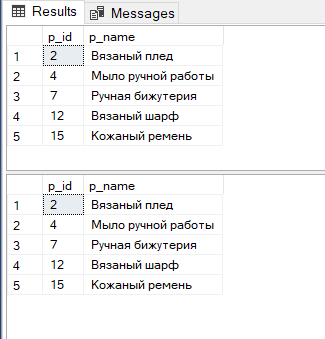 Results Messages
p_id p_name
1 2 Вязаный плед
2 4 Мыло ручной работы
3 7 Ручная бижутерия
4 12 Вязаный шарф
5 15 Кожаный ремень
p_id p_name
1 2 Вязаный плед
2 4 Мыло ручной работы
3 7 Ручная бижутерия
4 12 Вязаный шарф
5 15 Кожаный ремень